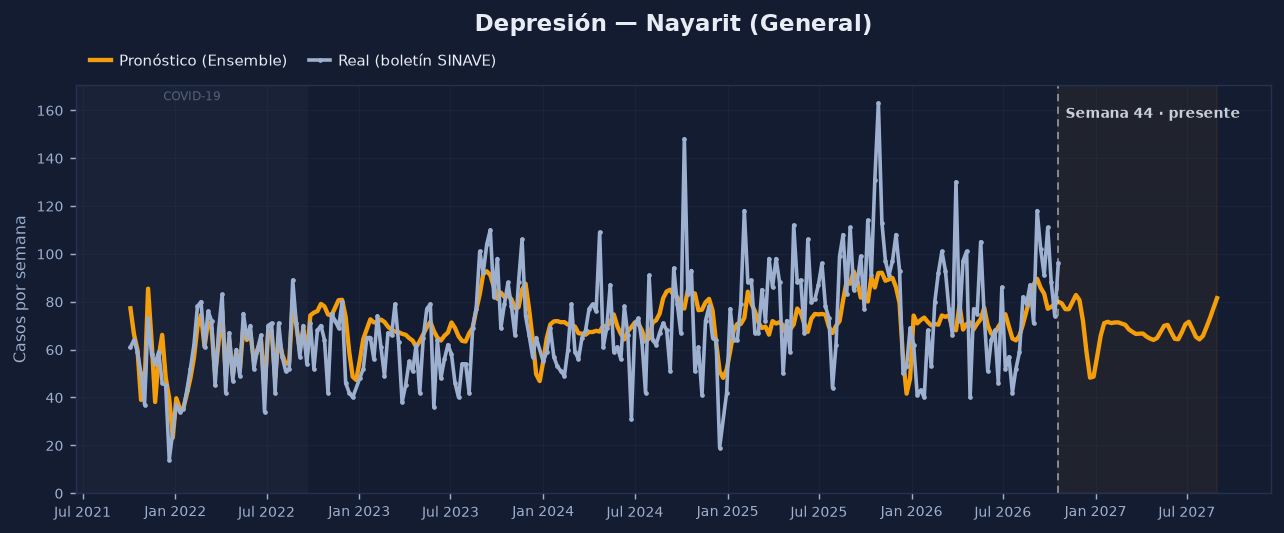 Depresión — Nayarit (General)
Pronóstico (Ensemble)
Real (boletín SINAVE)
COVID-19
Semana 44 · presente
Casos por semana
160
140
120
100
80
60
40
20
0
Jul 2021
Jan 2022
Jul 2022
Jan 2023
Jul 2023
Jan 2024
Jul 2024
Jan 2025
Jul 2025
Jan 2026
Jul 2026
Jan 2027
Jul 2027